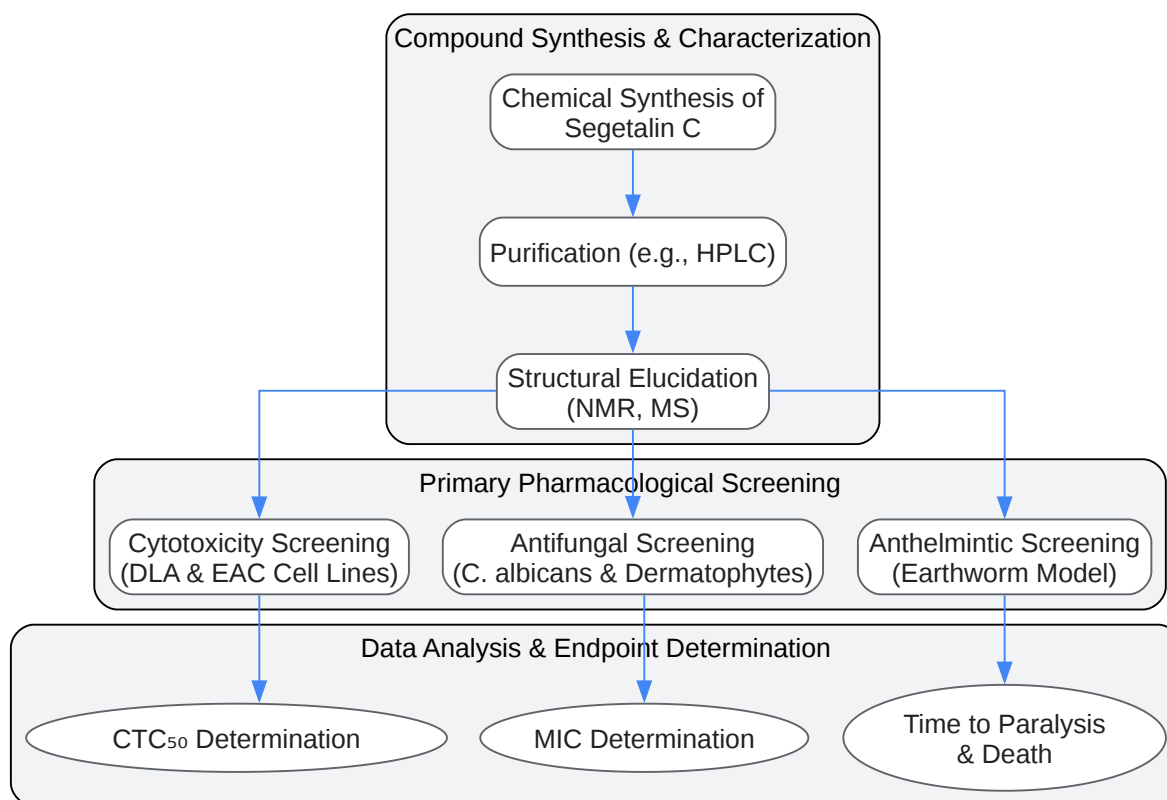 Compound Synthesis & Characterization
Chemical Synthesis of
Segetalin C
Purification (e.g., HPLC)
Structural Elucidation
(NMR, MS)
Primary Pharmacological Screening
Cytotoxicity Screening
(DLA & EAC Cell Lines)
Antifungal Screening
(C. albicans & Dermatophytes)
Anthelmintic Screening
(Earthworm Model)
Data Analysis & Endpoint Determination
CTC₅₀ Determination
MIC Determination
Time to Paralysis
& Death